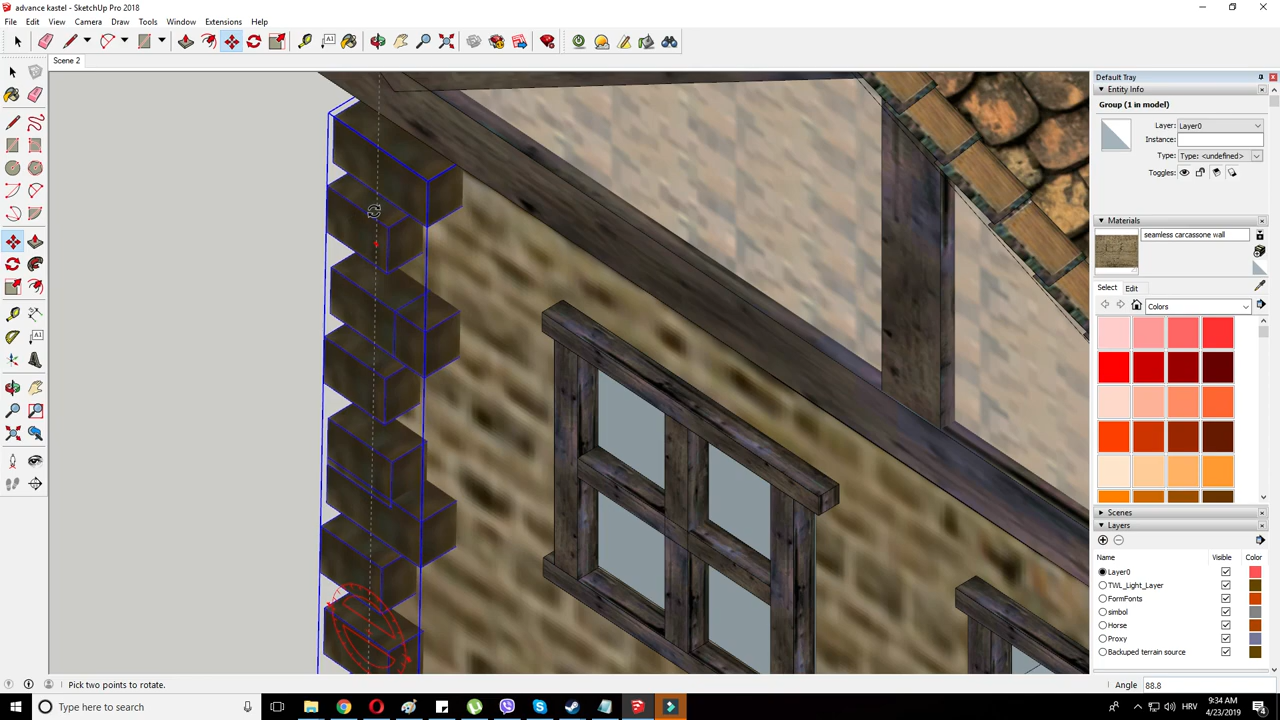 advance kastel - SketchUp Pro 2018
File Edit View Camera Draw Tools Window Extensions Help
Scene 2
Default Tray
Entity Info
Group (1 in model)
Layer: Layer0
Instance:
Type: Type: <undefined>
Toggles:
Materials
seamless carcassone wall
Select Edit
Colors
Scenes
Layers
Name Visible Color
Layer0
TWL_Light_Layer
FormFonts
simbol
Horse
Proxy
Backuped terrain source
Pick two points to rotate.
Angle 88.8
Type here to search
HRV
9:34 AM
4/23/2019
4